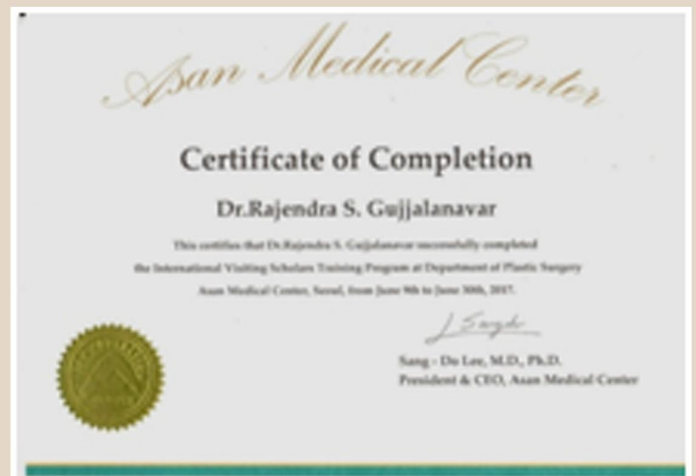 Asan Medical Center
Certificate of Completion
Dr.Rajendra S. Gujjalanavar
This certifies that Dr.Rajendra S. Gujjalanavar successfully completed
the International Visiting Scholars Training Program at Department of Plastic Surgery
Asan Medical Center, Seoul, from June 9th to June 30th, 2017.
Sang - Do Lee, M.D., Ph.D.
President & CEO, Asan Medical Center